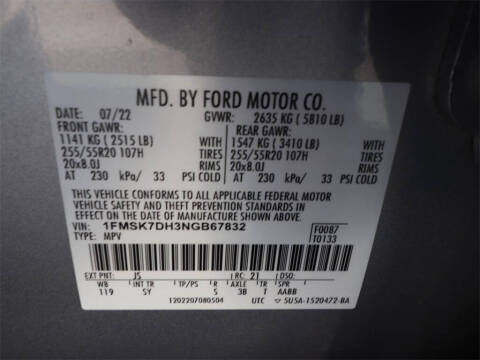 MFD. BY FORD MOTOR CO.
DATE: 07/22 GVWR: 2635 KG ( 5810 LB)
FRONT GAWR: REAR GAWR:
1141 KG ( 2515 LB) WITH 1547 KG ( 3410 LB) WITH
255/55R20 107H TIRES 255/55R20 107H TIRES
20x8.0J RIMS 20x8.0J RIMS
AT 230 kPa/ 33 PSI COLD AT 230 kPa/ 33 PSI COLD
THIS VEHICLE CONFORMS TO ALL APPLICABLE FEDERAL MOTOR
VEHICLE SAFETY AND THEFT PREVENTION STANDARDS IN
EFFECT ON THE DATE OF MANUFACTURE SHOWN ABOVE.
VIN: 1FMSK7DH3NGB67832 F0087
TYPE: MPV T0133
EXT PNT: JS RC: 21 DSO:
WB INT TR TP/PS R AXLE TR SPR
119 SY S 3B T AABB
1202207080504 UTC 5U5A-1520472-BA